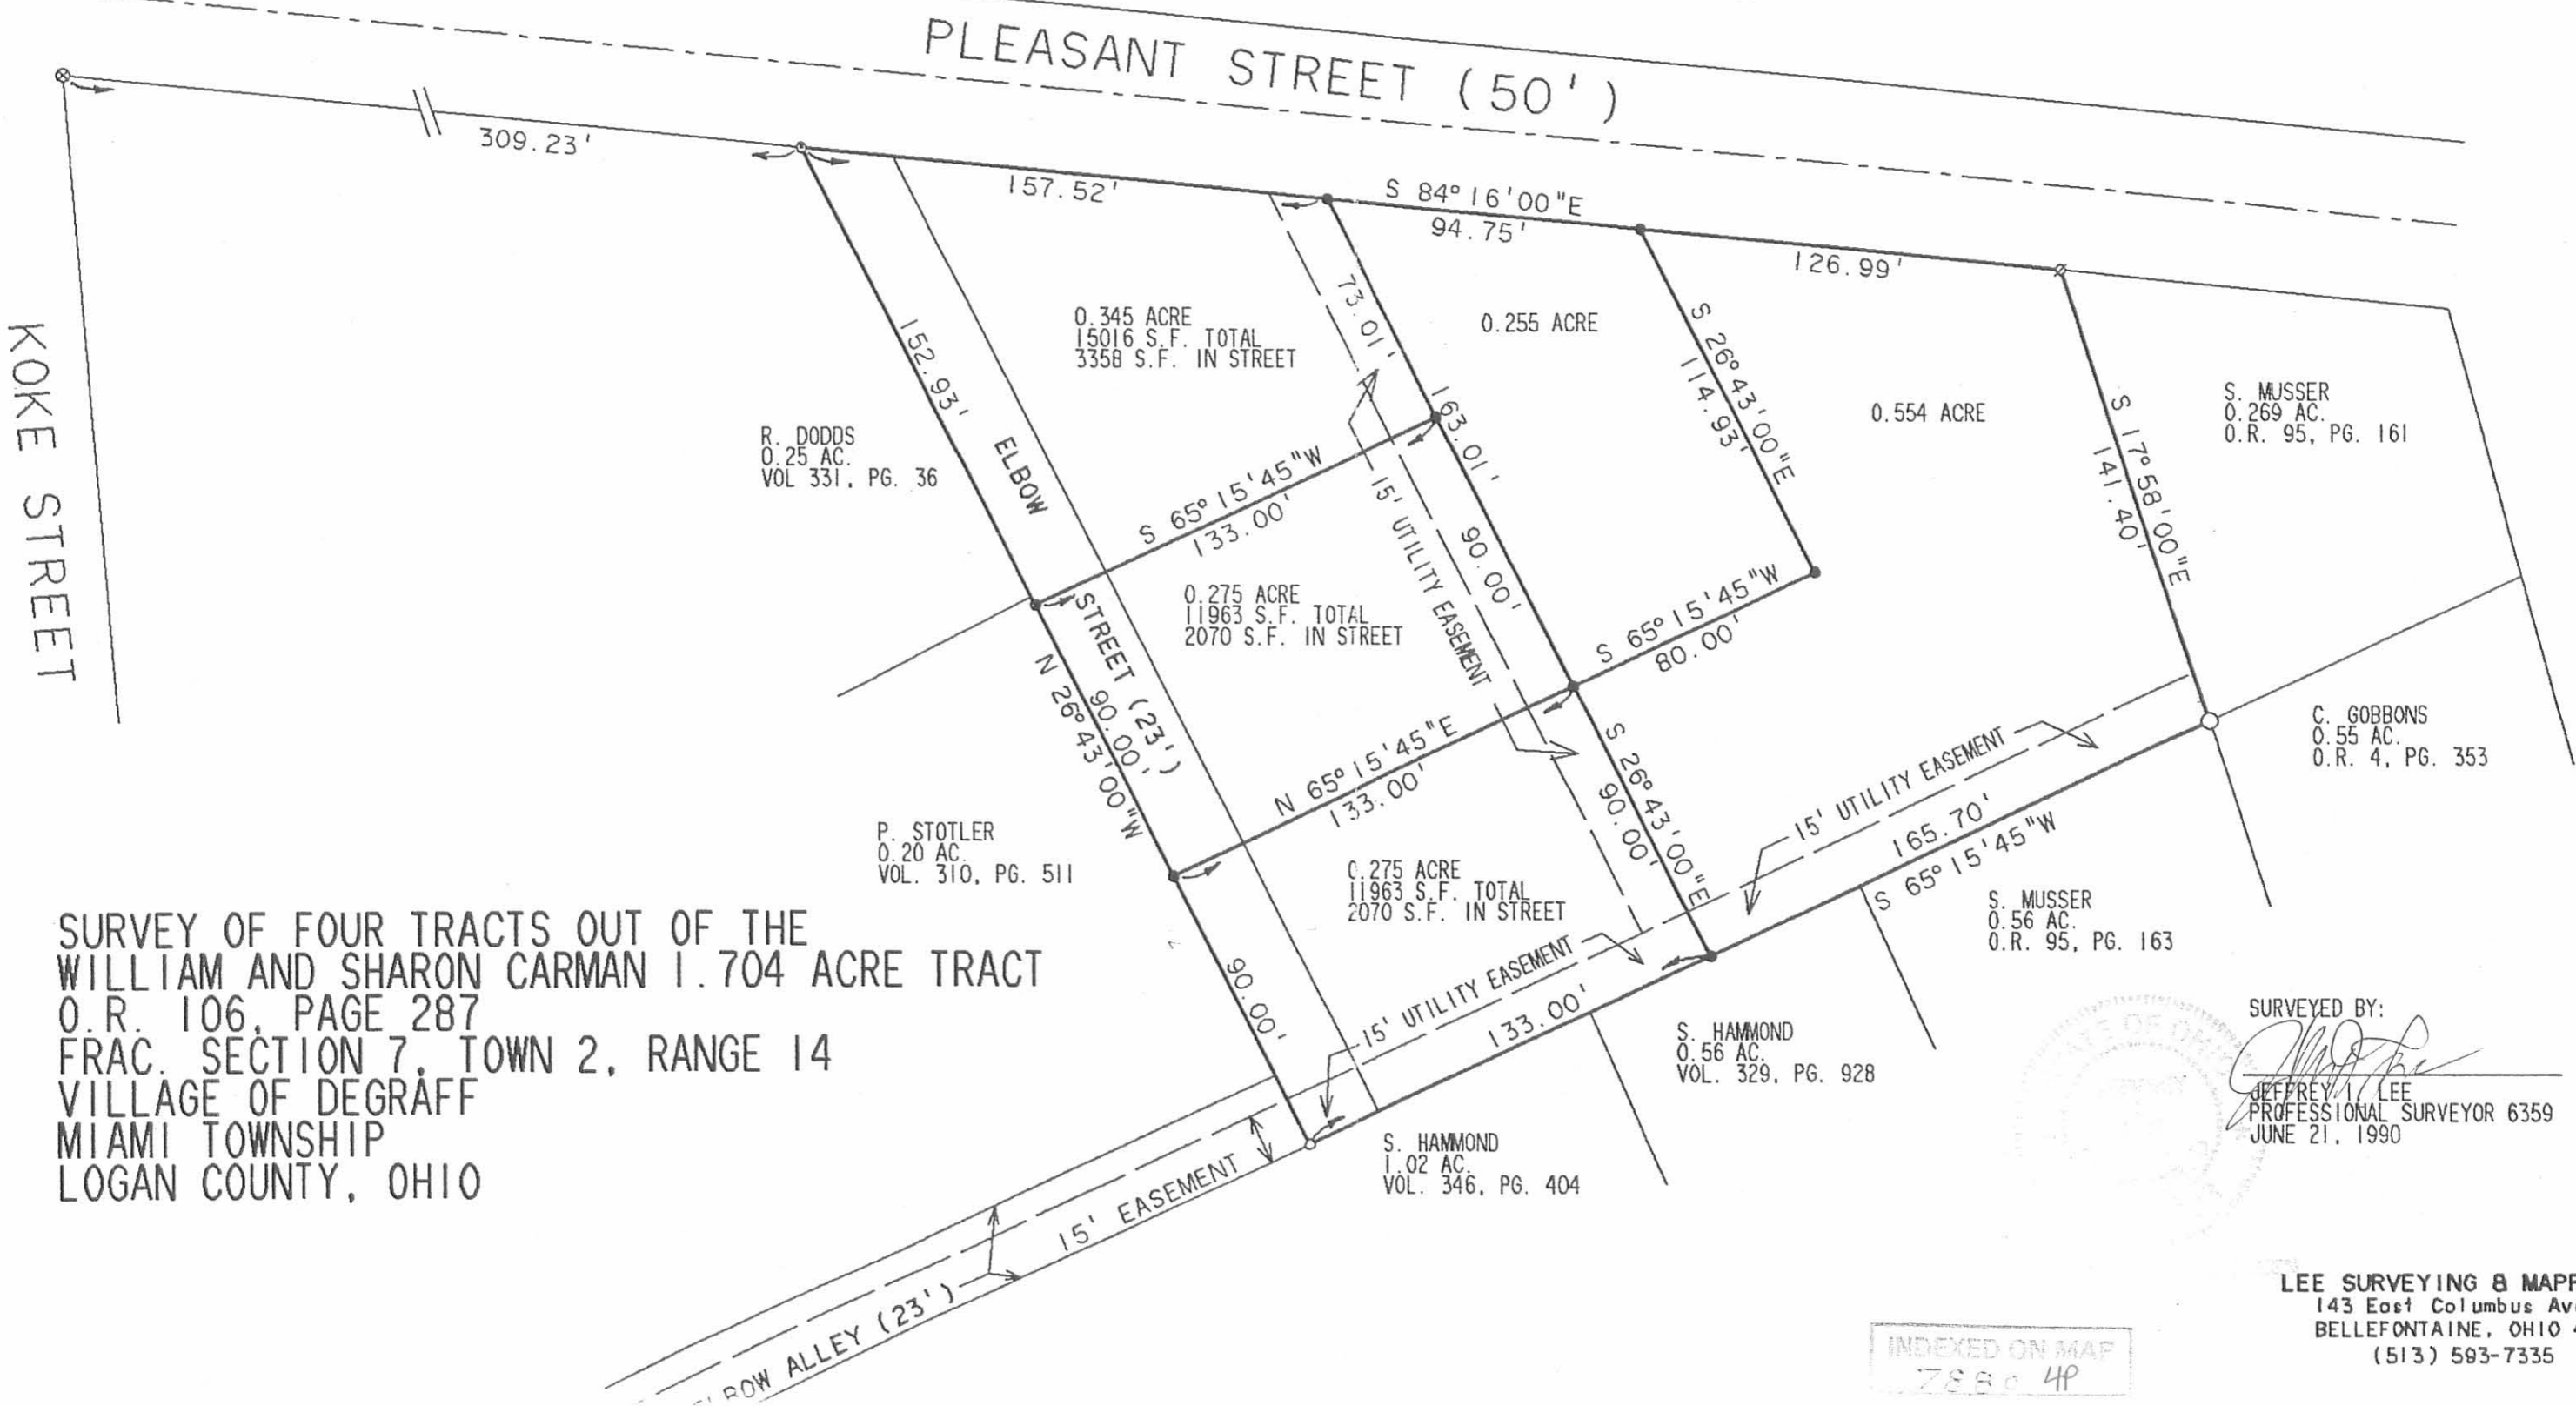 PLEASANT STREET (50')
309.23'
157.52'
S 84°16'00"E
94.75'
126.99'
KOKE STREET
152.93'
ELBOW
STREET (23')
0.345 ACRE
15016 S.F. TOTAL
3358 S.F. IN STREET
73.01'
163.01'
0.255 ACRE
S 26°43'00"E
114.93'
0.554 ACRE
S 17°58'00"E
141.40'
S. MUSSER
0.269 AC.
O.R. 95, PG. 161
R. DODDS
0.25 AC.
VOL 331, PG. 36
S 65°15'45"W
133.00'
15' UTILITY EASEMENT
90.00'
0.275 ACRE
11963 S.F. TOTAL
2070 S.F. IN STREET
S 65°15'45"W
80.00'
N 26°43'00"W
90.00'
N 65°15'45"E
133.00'
S 26°43'00"E
90.00'
15' UTILITY EASEMENT
165.70'
S 65°15'45"W
C. GOBBONS
0.55 AC.
O.R. 4, PG. 353
P. STOTLER
0.20 AC.
VOL. 310, PG. 511
0.275 ACRE
11963 S.F. TOTAL
2070 S.F. IN STREET
90.00'
15' UTILITY EASEMENT
133.00'
S. MUSSER
0.56 AC.
O.R. 95, PG. 163
S. HAMMOND
0.56 AC.
VOL. 329, PG. 928
S. HAMMOND
1.02 AC.
VOL. 346, PG. 404
15' EASEMENT
ALLEY (23')
SURVEY OF FOUR TRACTS OUT OF THE
WILLIAM AND SHARON CARMAN 1.704 ACRE TRACT
O.R. 106, PAGE 287
FRAC. SECTION 7, TOWN 2, RANGE 14
VILLAGE OF DEGRAFF
MIAMI TOWNSHIP
LOGAN COUNTY, OHIO
SURVEYED BY:
JEFFREY I. LEE
PROFESSIONAL SURVEYOR 6359
JUNE 21, 1990
LEE SURVEYING & MAPP
143 East Columbus Av
BELLEFONTAINE, OHIO
(513) 593-7335
INDEXED ON MAP
4P